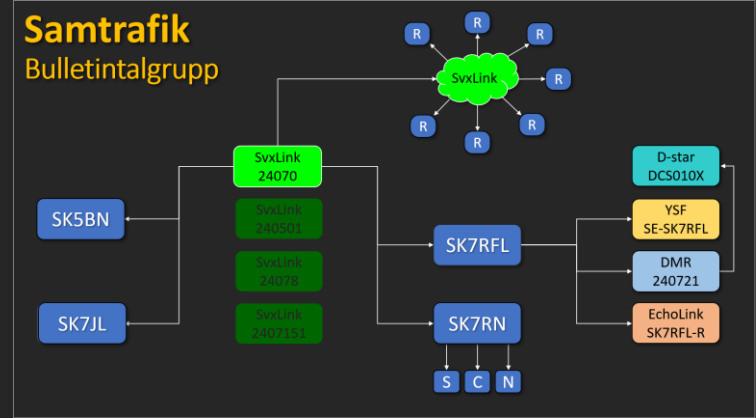 Samtrafik
Bulletintalgrupp
R
R
R
R
SvxLink
R
R
R
R
SvxLink
24070
D-star
DCS010X
SK5BN
SvxLink
240501
YSF
SE-SK7RFL
SK7RFL
SvxLink
24078
DMR
240721
SK7JL
SvxLink
2407151
SK7RN
EchoLink
SK7RFL-R
S
C
N